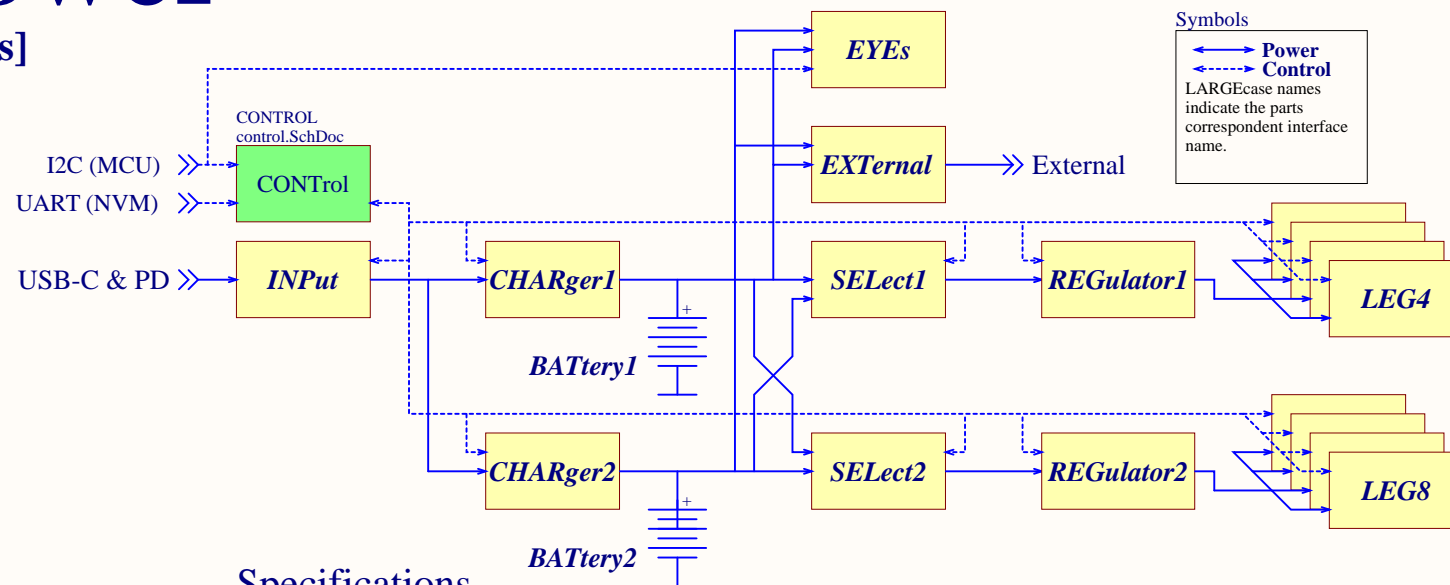 s]
EYEs
Symbols
Power
Control
LARGEcase names
indicate the parts
correspondent interface
name.
CONTROL
control.SchDoc
I2C (MCU)
CONTrol
UART (NVM)
EXTernal
External
USB-C & PD
INPut
CHARger1
SELect1
REGulator1
LEG4
+
BATtery1
CHARger2
SELect2
REGulator2
LEG8
+
BATtery2
Specifications